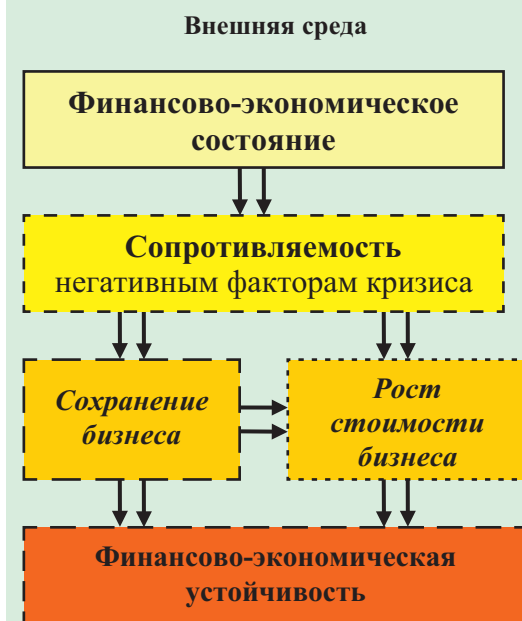 Внешняя среда
Финансово-экономическое
состояние
Сопротивляемость
негативным факторам кризиса
Сохранение
бизнеса
Рост
стоимости
бизнеса
Финансово-экономическая
устойчивость